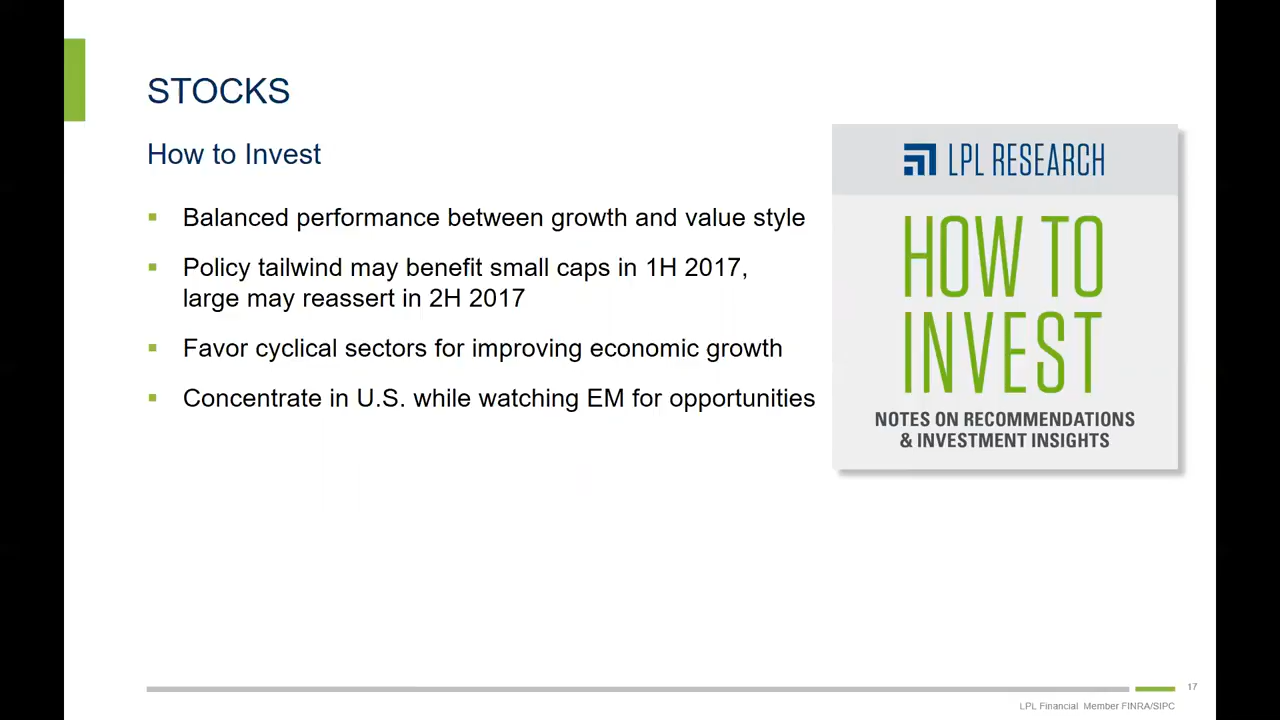 STOCKS
How to Invest
▪ Balanced performance between growth and value style
▪ Policy tailwind may benefit small caps in 1H 2017,
large may reassert in 2H 2017
▪ Favor cyclical sectors for improving economic growth
▪ Concentrate in U.S. while watching EM for opportunities
LPL RESEARCH
HOW TO
INVEST
NOTES ON RECOMMENDATIONS
& INVESTMENT INSIGHTS
17
LPL Financial Member FINRA/SIPC